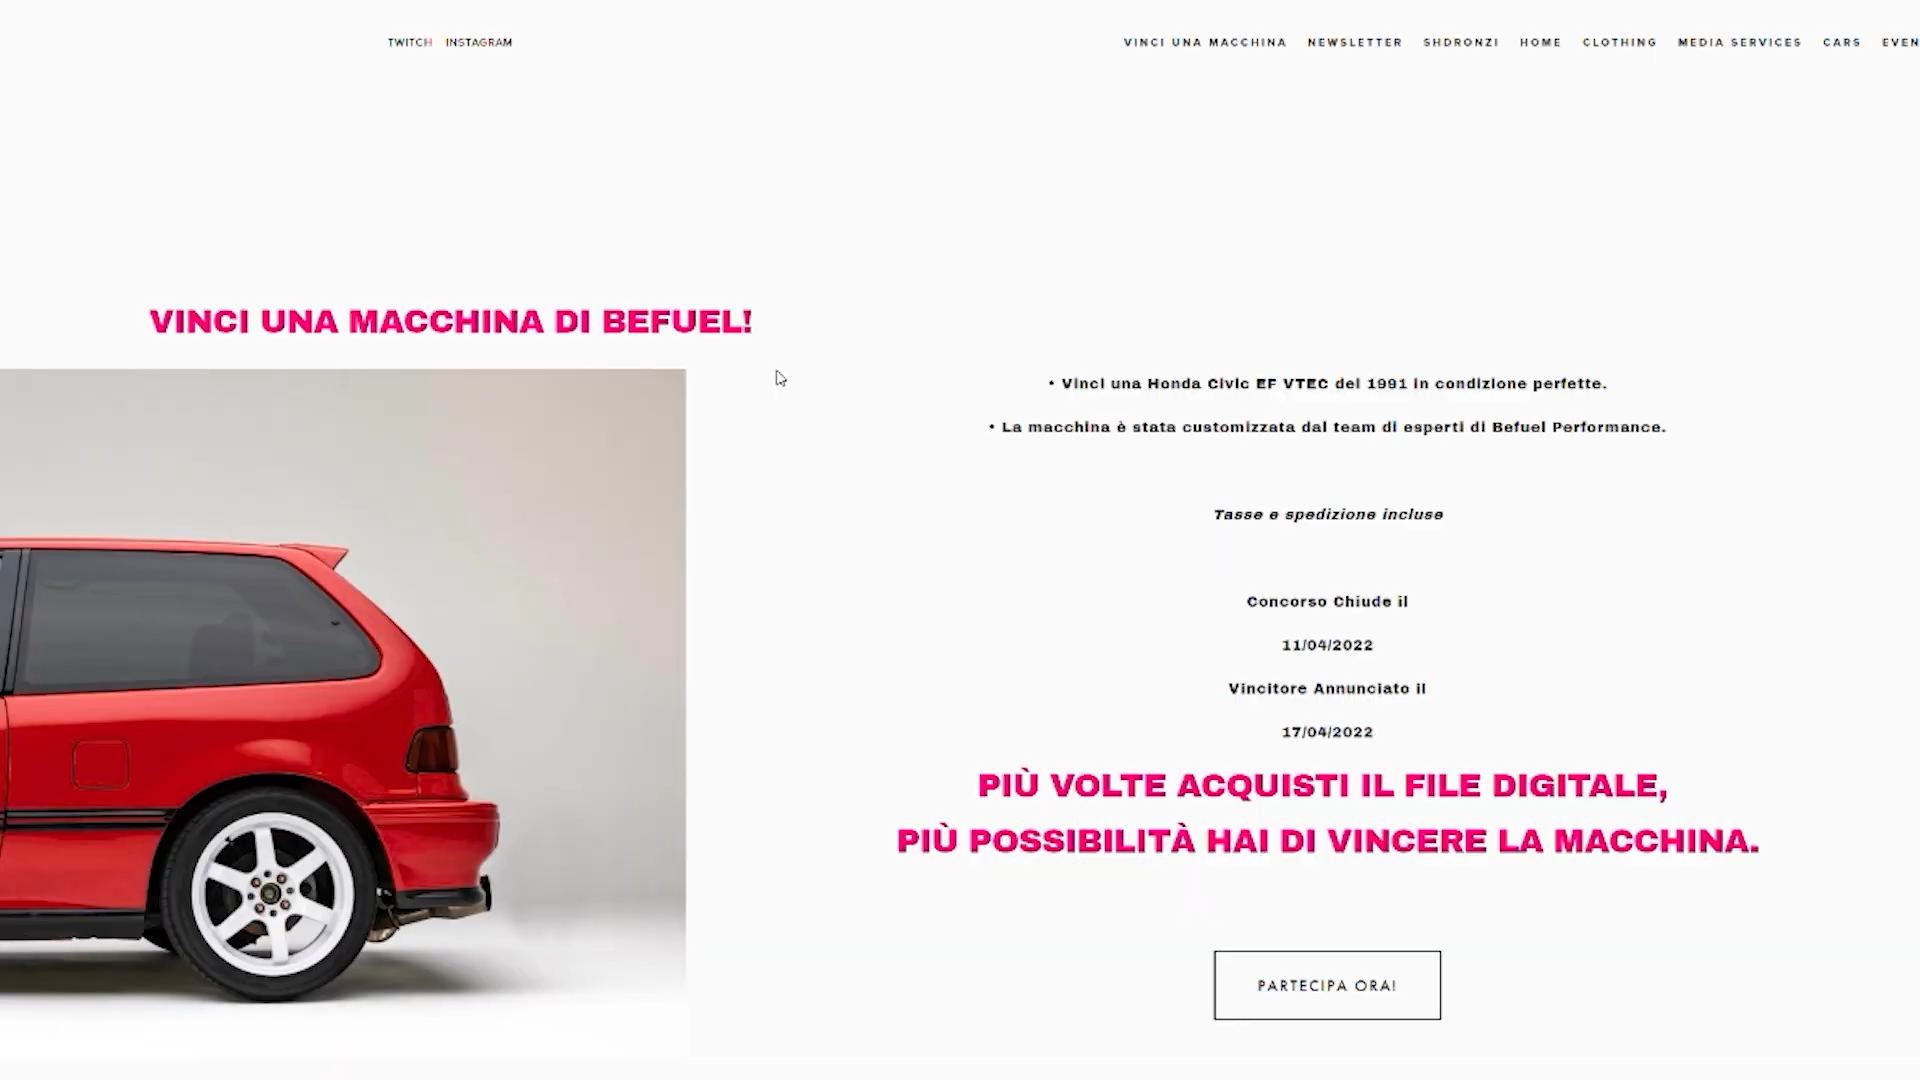 TWITCH INSTAGRAM
VINCI UNA MACCHINA NEWSLETTER SHDRONZI HOME CLOTHING MEDIA SERVICES CARS EVEN
VINCI UNA MACCHINA DI BEFUEL!
• Vinci una Honda Civic EF VTEC del 1991 in condizione perfette.
• La macchina è stata customizzata dal team di esperti di Befuel Performance.
Tasse e spedizione incluse
Concorso Chiude il
11/04/2022
Vincitore Annunciato il
17/04/2022
PIÙ VOLTE ACQUISTI IL FILE DIGITALE,
PIÙ POSSIBILITÀ HAI DI VINCERE LA MACCHINA.
PARTECIPA ORA!